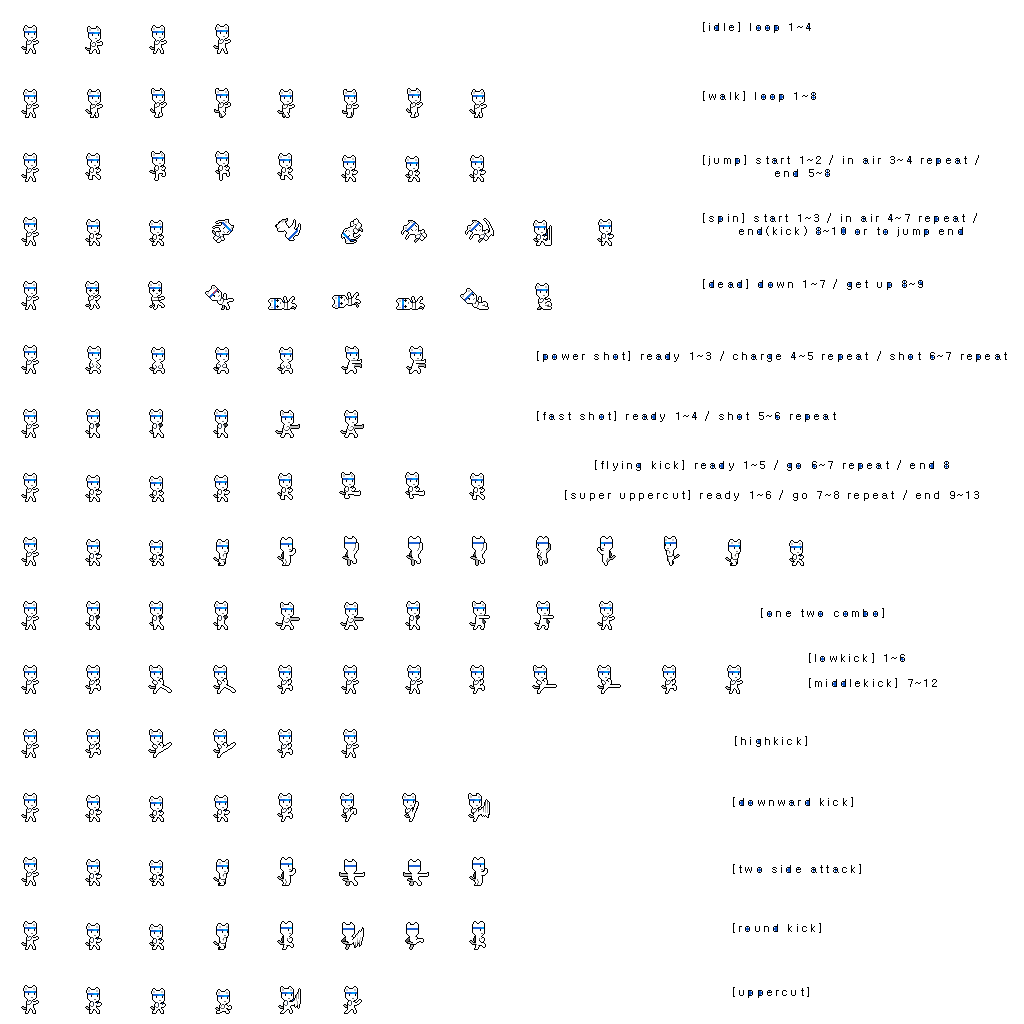 [idle] loop 1~4
[walk] loop 1~8
[jump] start 1~2 / in air 3~4 repeat /
end 5~8
[spin] start 1~3 / in air 4~7 repeat /
end(kick) 8~10 or to jump end
[dead] down 1~7 / get up 8~9
[power shot] ready 1~3 / charge 4~5 repeat / shot 6~7 repeat
[fast shot] ready 1~4 / shot 5~6 repeat
[flying kick] ready 1~5 / go 6~7 repeat / end 8
[super uppercut] ready 1~6 / go 7~8 repeat / end 9~13
[one two combo]
[lowkick] 1~6
[middlekick] 7~12
[highkick]
[downward kick]
[two side attack]
[round kick]
[uppercut]